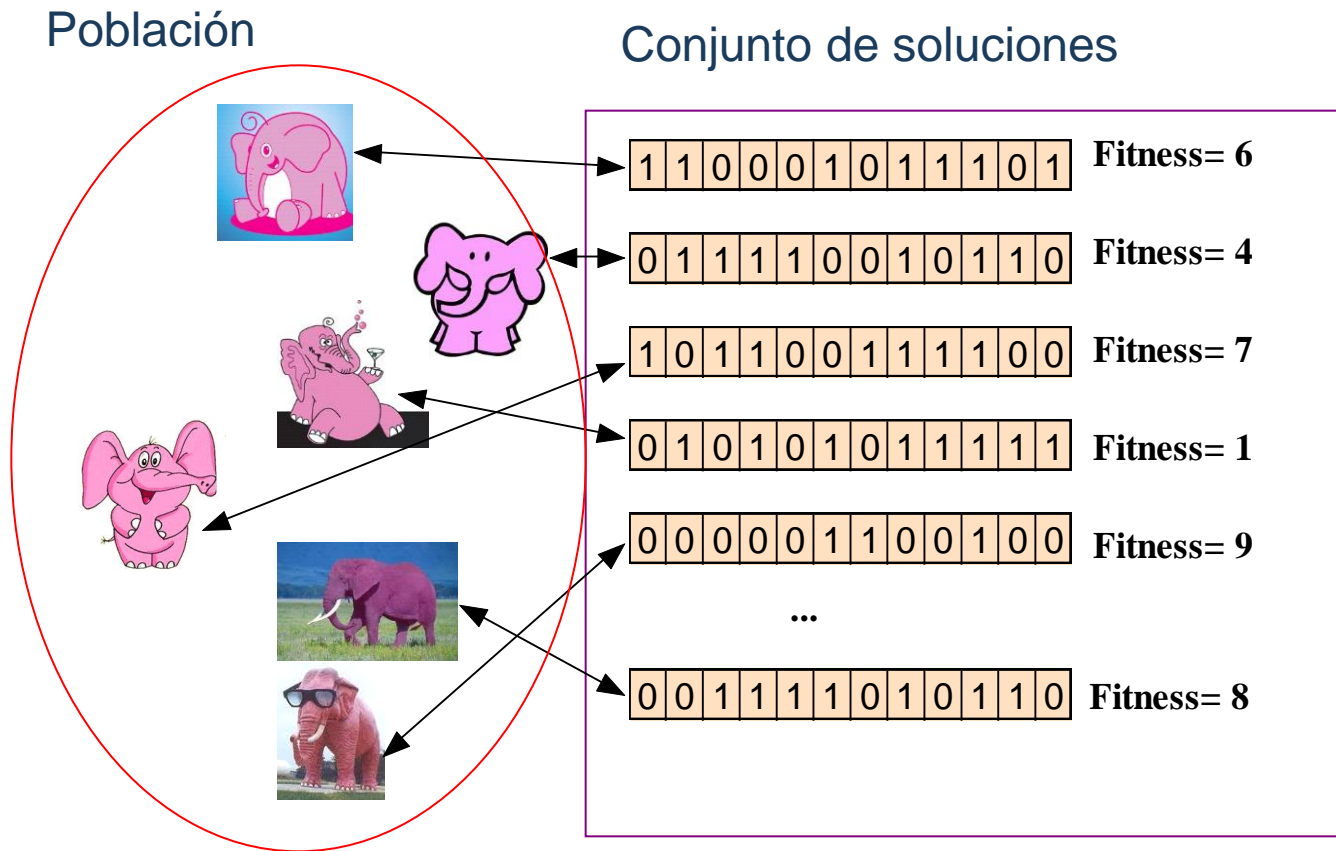 Población
Conjunto de soluciones
1 1 0 0 0 1 0 1 1 1 0 1 Fitness= 6
0 1 1 1 1 0 0 1 0 1 1 0 Fitness= 4
1 0 1 1 0 0 1 1 1 1 0 0 Fitness= 7
0 1 0 1 0 1 0 1 1 1 1 1 Fitness= 1
0 0 0 0 0 1 1 0 0 1 0 0 Fitness= 9
...
0 0 1 1 1 1 0 1 0 1 1 0 Fitness= 8